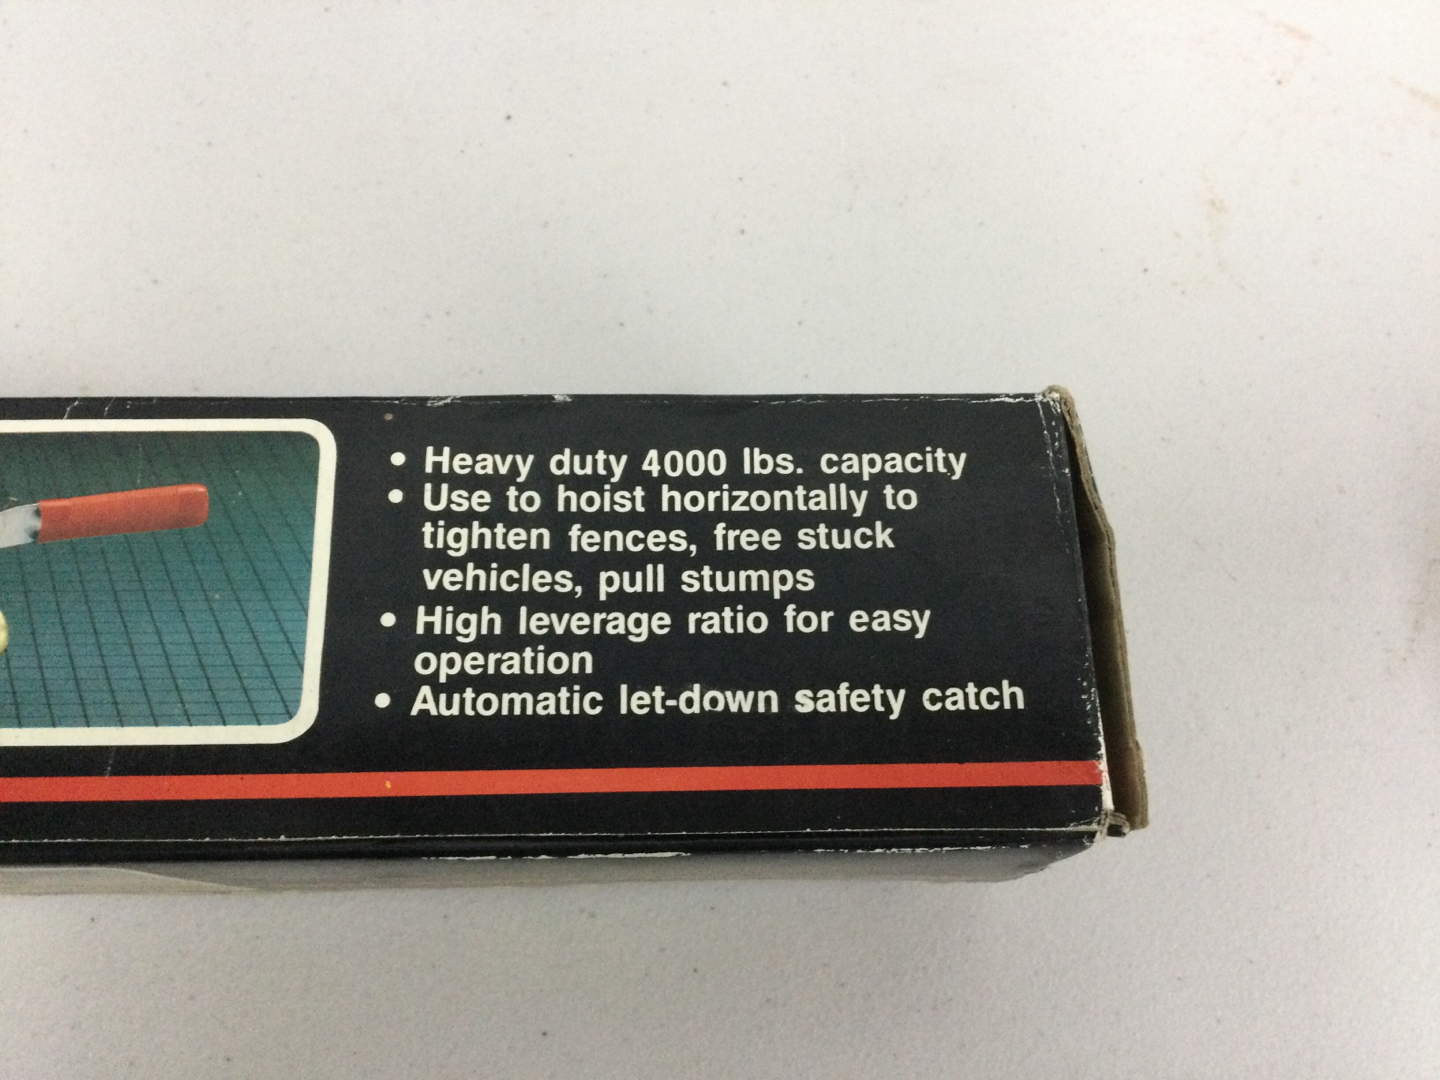 • Heavy duty 4000 lbs. capacity
• Use to hoist horizontally to
tighten fences, free stuck
vehicles, pull stumps
• High leverage ratio for easy
operation
• Automatic let-down safety catch